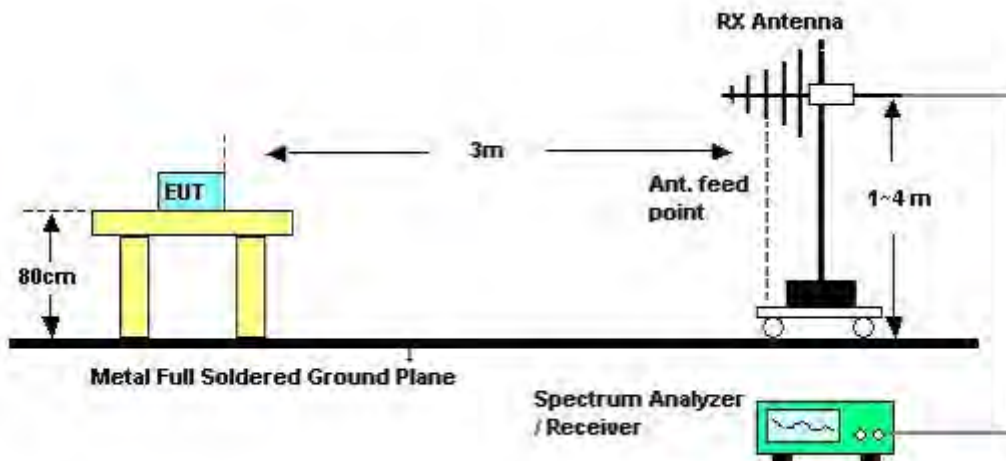 RX Antenna
3m
EUT
Ant. feed
point
1~4 m
80cm
Metal Full Soldered Ground Plane
Spectrum Analyzer
/ Receiver